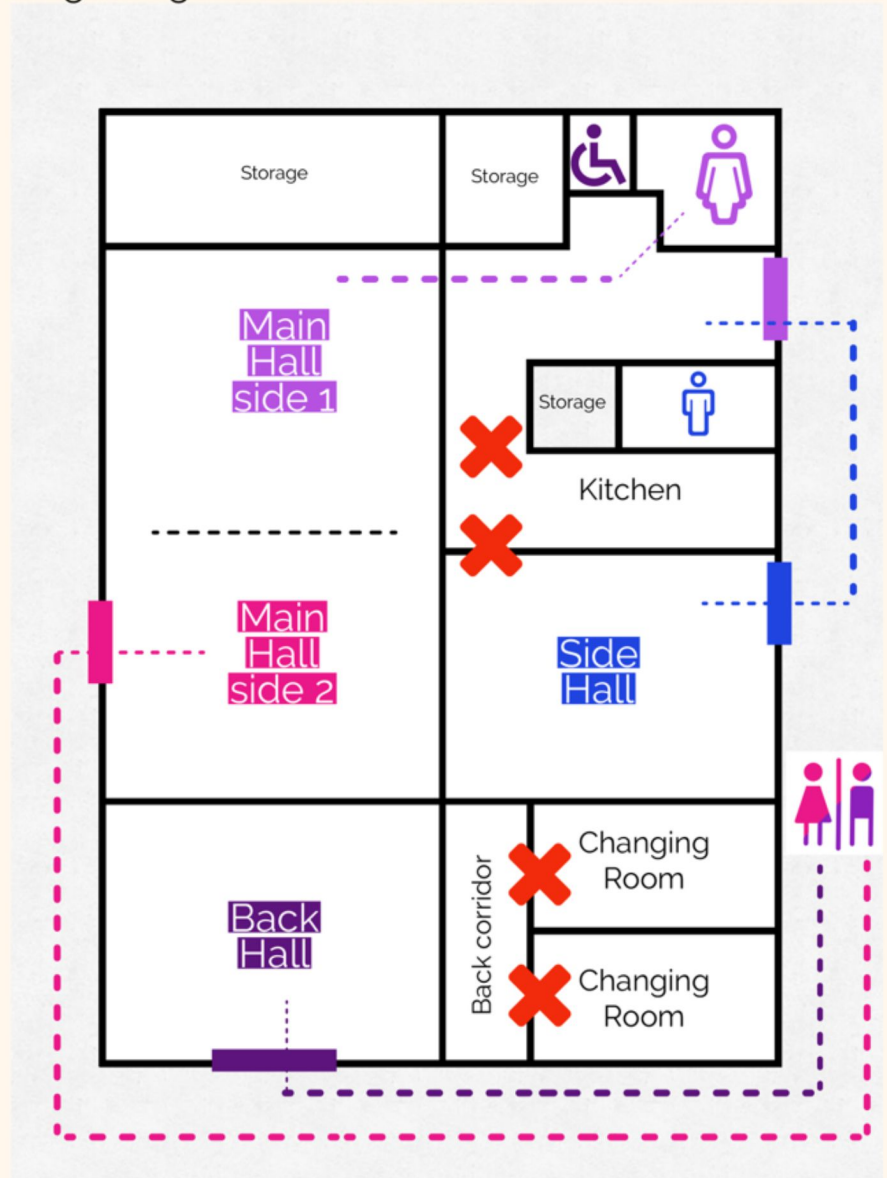 Storage
Storage
Main
Hall
side 1
Storage
Kitchen
Main
Hall
side 2
Side
Hall
Back
Hall
Back corridor
Changing
Room
Changing
Room